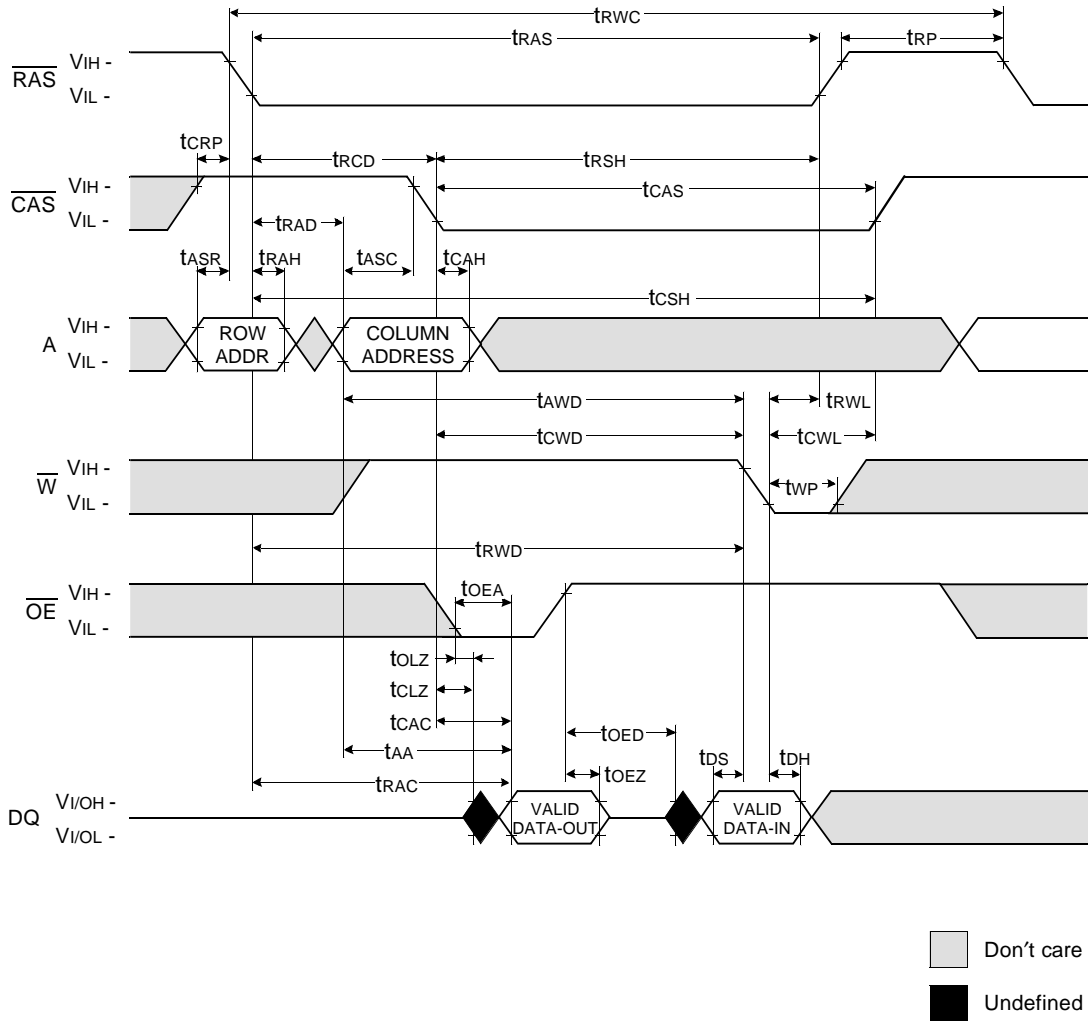 tRWC
tRAS
tRP
RAS
VIH -
VIL -
tCRP
tRCD
tRSH
CAS
VIH -
VIL -
tCAS
tRAD
tASR
tRAH
tASC
tCAH
tCSH
A
VIH -
VIL -
ROW
ADDR
COLUMN
ADDRESS
tAWD
tRWL
tCWD
tCWL
W
VIH -
VIL -
tWP
tRWD
OE
VIH -
VIL -
tOEA
tOLZ
tCLZ
tCAC
tOED
tAA
tDS
tDH
tOEZ
tRAC
DQ
VI/OH -
VI/OL -
VALID
DATA-OUT
VALID
DATA-IN
Don't care
Undefined